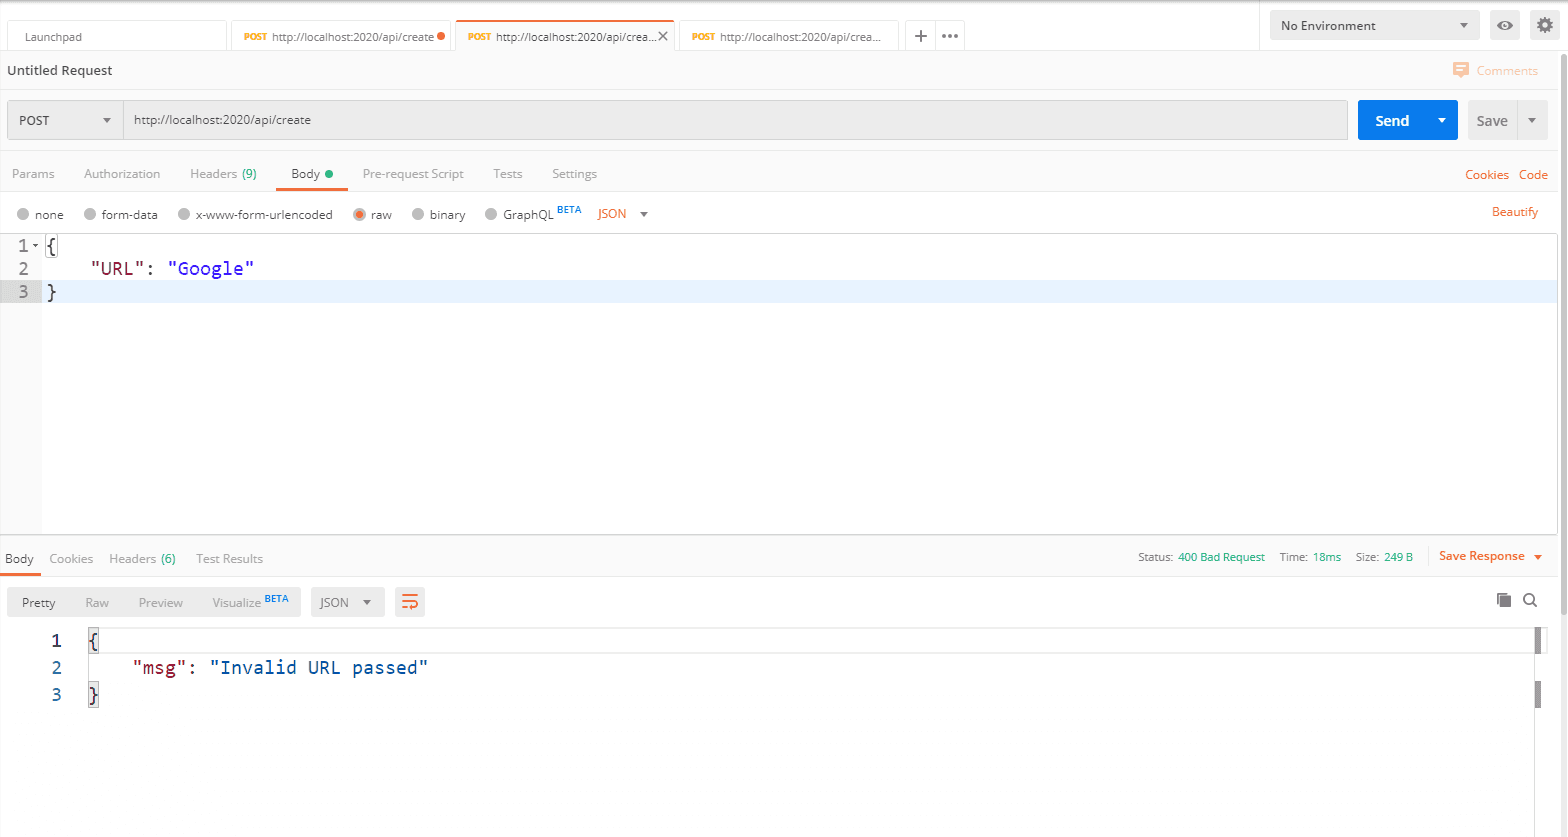 Launchpad
POST http://localhost:2020/api/create
POST http://localhost:2020/api/crea...
POST http://localhost:2020/api/crea...
No Environment
Untitled Request
Comments
POST
http://localhost:2020/api/create
Send
Save
Params Authorization Headers (9) Body Pre-request Script Tests Settings
Cookies Code
none form-data x-www-form-urlencoded raw binary GraphQL BETA JSON
Beautify
1 {
2 "URL": "Google"
3 }
Body Cookies Headers (6) Test Results
Status: 400 Bad Request Time: 18ms Size: 249 B
Save Response
Pretty Raw Preview Visualize BETA JSON
1 {
2 "msg": "Invalid URL passed"
3 }